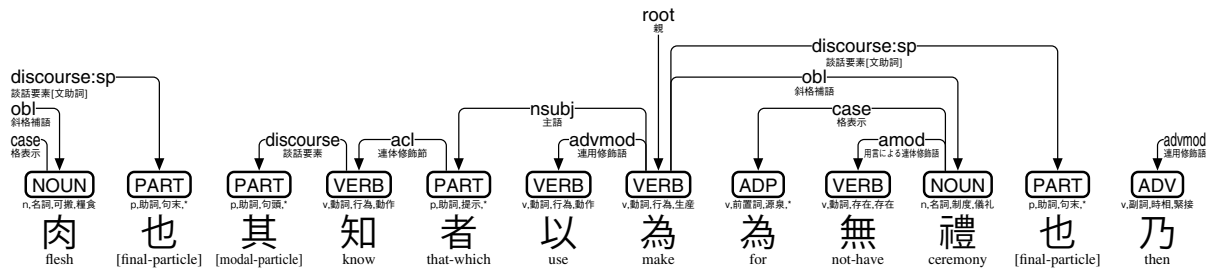 root
親
discourse:sp
談話要素[文助詞]
discourse:sp
談話要素[文助詞]
obl
斜格補語
obl
斜格補語
nsubj
主語
case
格表示
case
格表示
discourse
談話要素
acl
連体修飾節
advmod
連用修飾語
amod
用言による連体修飾語
advmod
連用修飾語
NOUN PART PART VERB PART VERB VERB ADP VERB NOUN PART ADV
n,名詞,可搬,糧食 p,助詞,句末,* p,助詞,句頭,* v,動詞,行為,動作 p,助詞,提示,* v,動詞,行為,動作 v,動詞,行為,生産 v,前置詞,源泉,* v,動詞,存在,存在 n,名詞,制度,儀礼 p,助詞,句末,* v,副詞,時相,緊接
肉 也 其 知 者 以 為 為 無 禮 也 乃
flesh [final-particle] [modal-particle] know that-which use make for not-have ceremony [final-particle] then